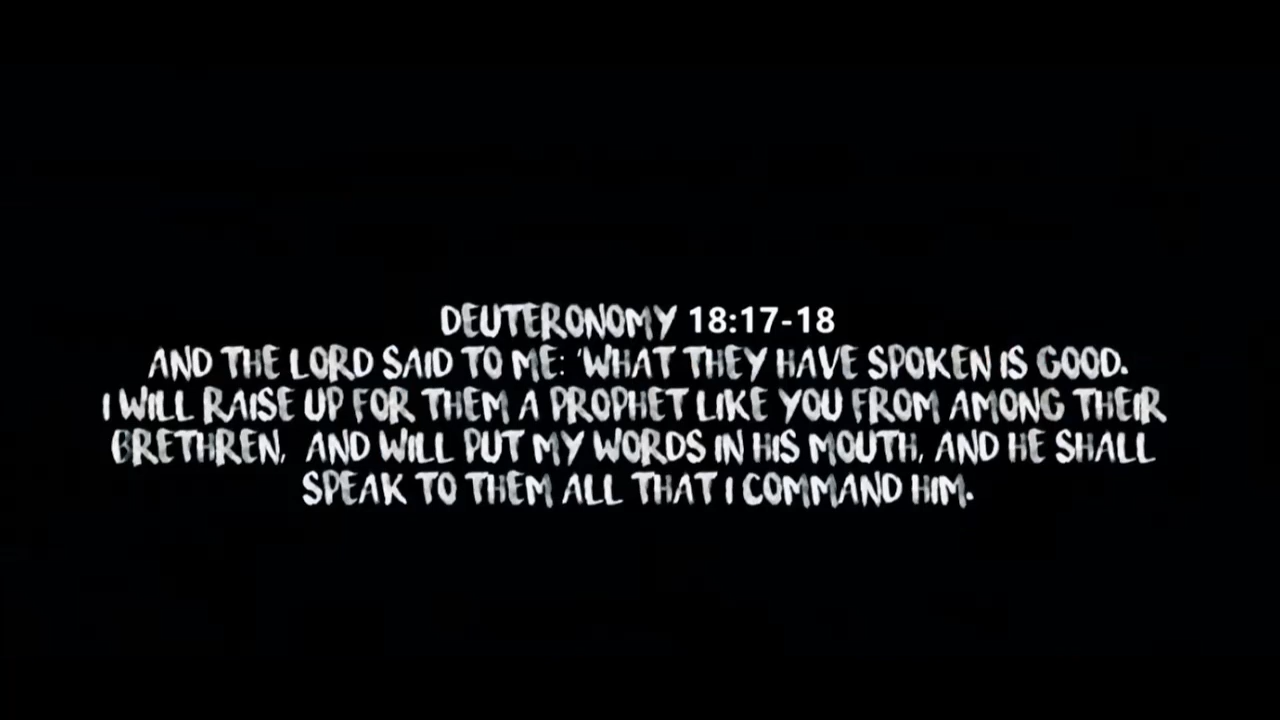 DEUTERONOMY 18:17-18
AND THE LORD SAID TO ME: 'WHAT THEY HAVE SPOKEN IS GOOD.
I WILL RAISE UP FOR THEM A PROPHET LIKE YOU FROM AMONG THEIR
BRETHREN, AND WILL PUT MY WORDS IN HIS MOUTH, AND HE SHALL
SPEAK TO THEM ALL THAT I COMMAND HIM.